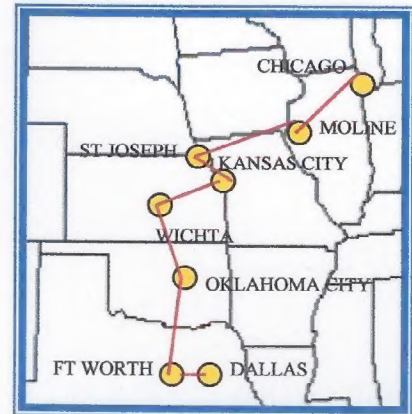 CHICAGO
MOLINE
ST JOSEPH
KANSAS CITY
WICHTA
OKLAHOMA CITY
FT WORTH
DALLAS